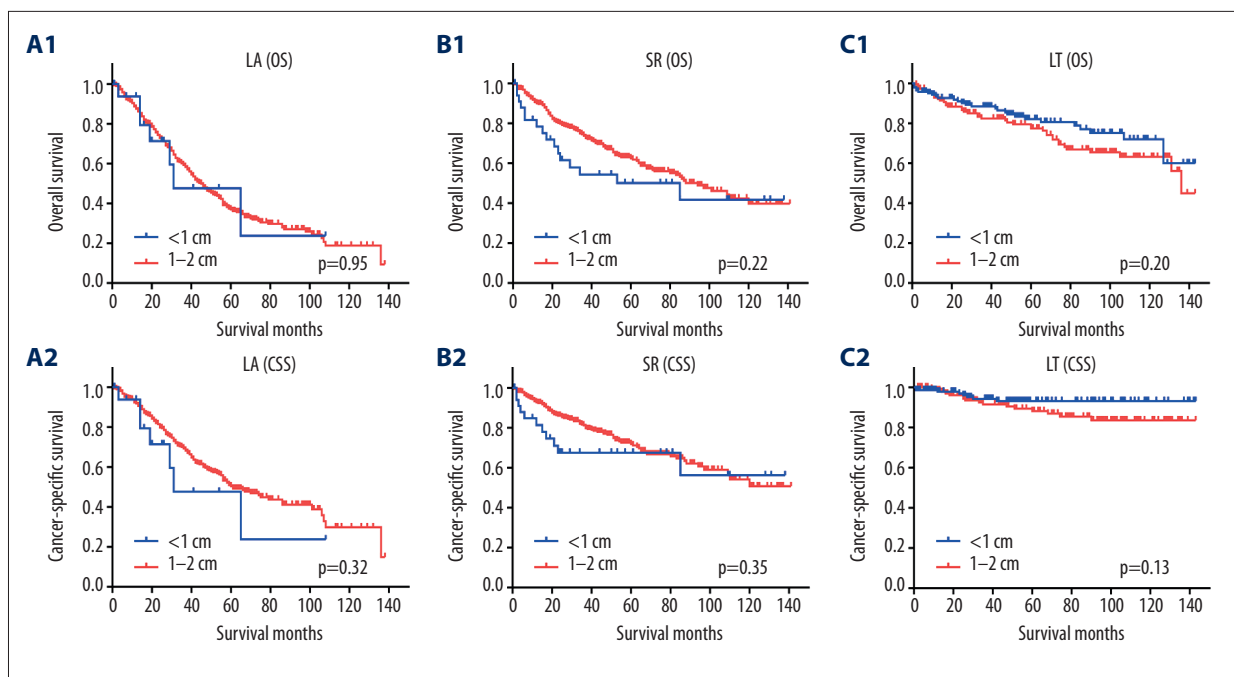 A1
LA (OS)
Overall survival
1.0
0.8
0.6
0.4
0.2
0.0
<1 cm
1–2 cm
p=0.95
0 20 40 60 80 100 120 140
Survival months
B1
SR (OS)
Overall survival
1.0
0.8
0.6
0.4
0.2
0.0
<1 cm
1–2 cm
p=0.22
0 20 40 60 80 100 120 140
Survival months
C1
LT (OS)
Overall survival
1.0
0.8
0.6
0.4
0.2
0.0
<1 cm
1–2 cm
p=0.20
0 20 40 60 80 100 120 140
Survival months
A2
LA (CSS)
Cancer-specific survival
1.0
0.8
0.6
0.4
0.2
0.0
<1 cm
1–2 cm
p=0.32
0 20 40 60 80 100 120 140
Survival months
B2
SR (CSS)
Cancer-specific survival
1.0
0.8
0.6
0.4
0.2
0.0
<1 cm
1–2 cm
p=0.35
0 20 40 60 80 100 120 140
Survival months
C2
LT (CSS)
Cancer-specific survival
1.0
0.8
0.6
0.4
0.2
0.0
<1 cm
1–2 cm
p=0.13
0 20 40 60 80 100 120 140
Survival months